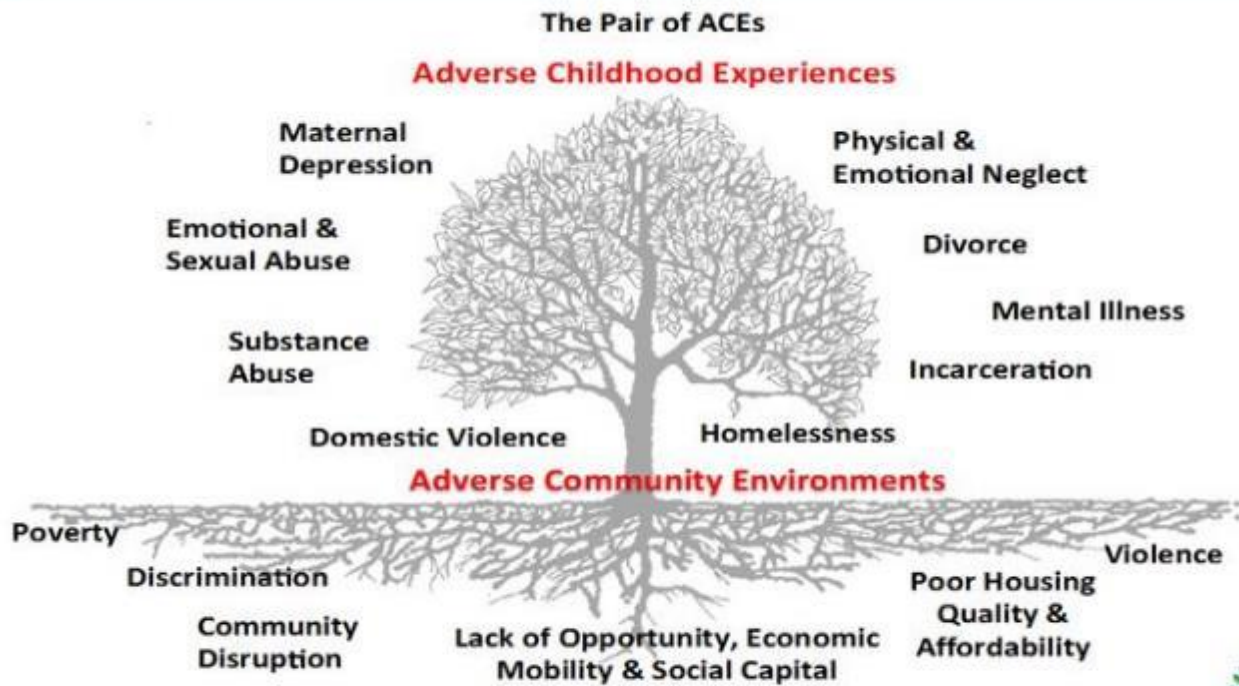 The Pair of ACEs
Adverse Childhood Experiences
Maternal
Depression
Physical &
Emotional Neglect
Emotional &
Sexual Abuse
Divorce
Mental Illness
Substance
Abuse
Incarceration
Domestic Violence
Homelessness
Adverse Community Environments
Poverty
Violence
Discrimination
Poor Housing
Quality &
Affordability
Community
Disruption
Lack of Opportunity, Economic
Mobility & Social Capital